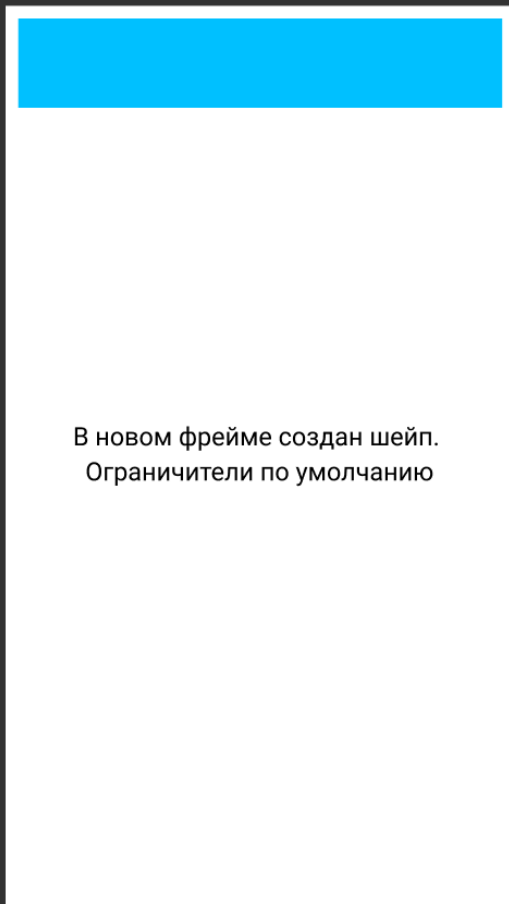 В новом фрейме создан шейп.
Ограничители по умолчанию